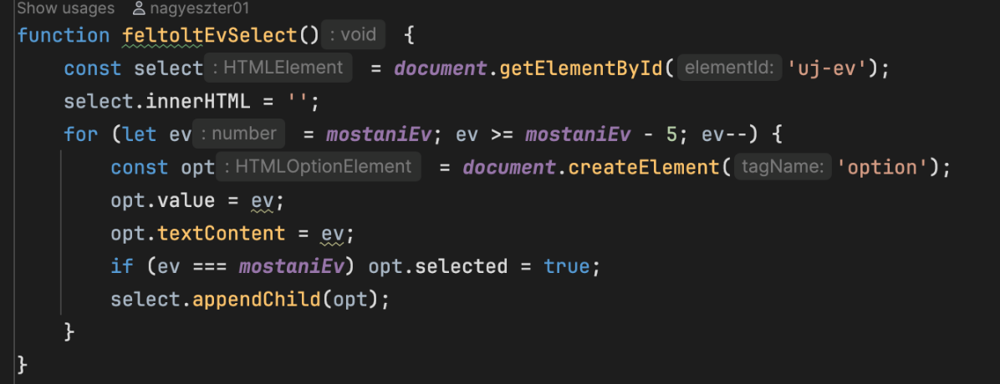 Show usages nagyeszter01
function feltoltEvSelect() : void {
const select : HTMLElement = document.getElementById( elementId: 'uj-ev');
select.innerHTML = '';
for (let ev : number = mostaniEv; ev >= mostaniEv - 5; ev--) {
const opt : HTMLOptionElement = document.createElement( tagName: 'option');
opt.value = ev;
opt.textContent = ev;
if (ev === mostaniEv) opt.selected = true;
select.appendChild(opt);
}
}